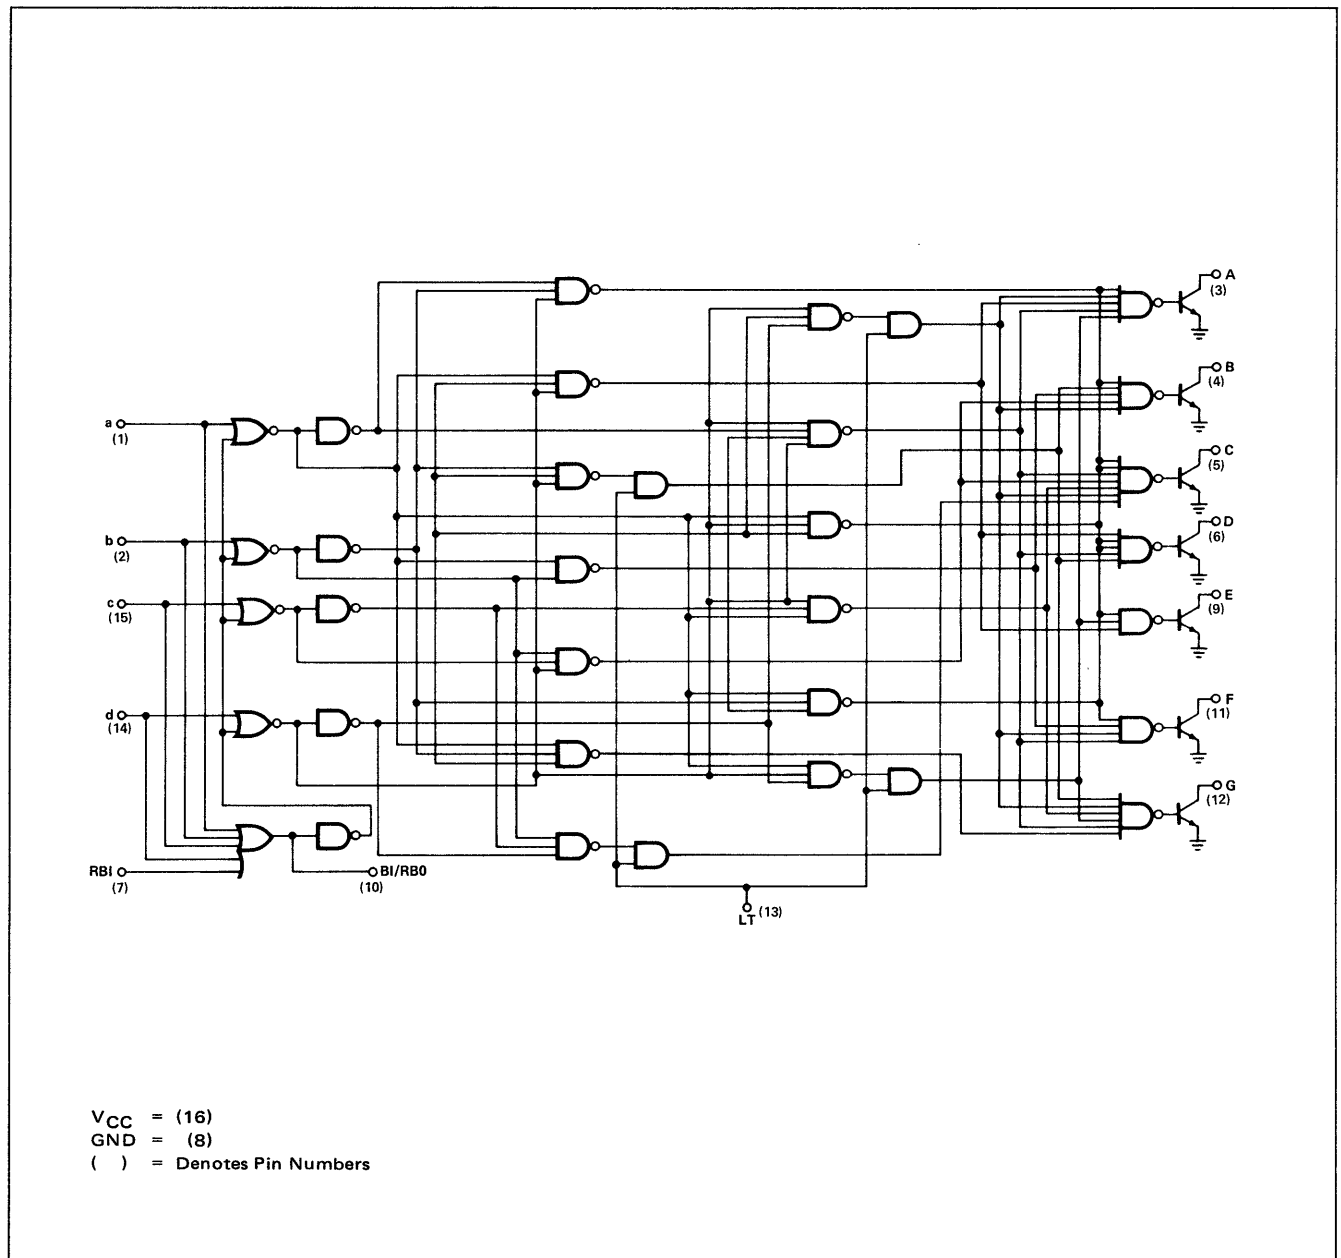 A
(3)
B
(4)
a
(1)
C
(5)
D
(6)
b
(2)
E
(9)
c
(15)
F
(11)
d
(14)
G
(12)
RBI
(7)
BI/RB0
(10)
LT (13)
VCC = (16)
GND = (8)
( ) = Denotes Pin Numbers